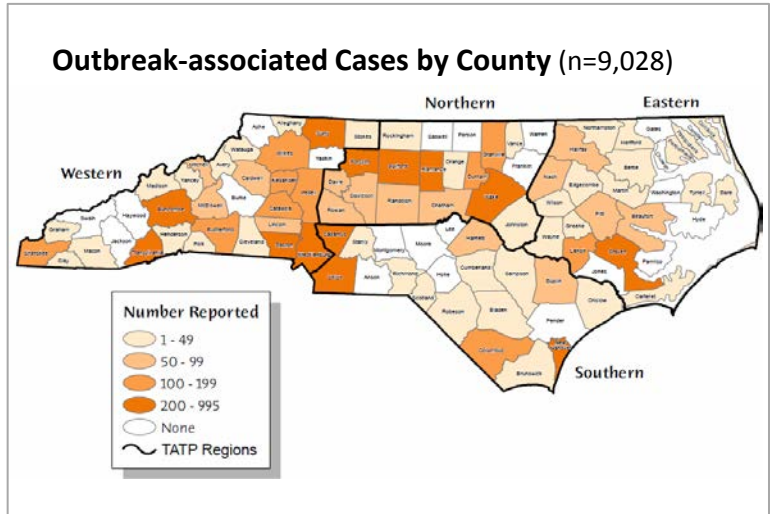 Outbreak-associated Cases by County (n=9,028)
Northern
Eastern
Western
Southern
Ashe
Alleghany
Surry
Stokes
Rockingham
Caswell
Person
Vance
Warren
Northampton
Gates
Hertford
Watauga
Wilkes
Yadkin
Forsyth
Guilford
Alamance
Orange
Durham
Granville
Franklin
Halifax
Bertie
Avery
Caldwell
Alexander
Iredell
Davie
Davidson
Randolph
Chatham
Wake
Nash
Edgecombe
Martin
Washington
Tyrrell
Dare
Madison
Yancey
McDowell
Burke
Catawba
Rowan
Johnston
Wilson
Pitt
Beaufort
Hyde
Swain
Haywood
Buncombe
Rutherford
Lincoln
Cabarrus
Stanly
Montgomery
Moore
Lee
Harnett
Wayne
Greene
Lenoir
Craven
Pamlico
Graham
Jackson
Henderson
Polk
Cleveland
Gaston
Mecklenburg
Cherokee
Clay
Macon
Transylvania
Union
Anson
Richmond
Hoke
Cumberland
Sampson
Duplin
Jones
Carteret
Scotland
Robeson
Bladen
Pender
Onslow
Columbus
Brunswick
Number Reported
1 - 49
50 - 99
100 - 199
200 - 995
None
TATP Regions